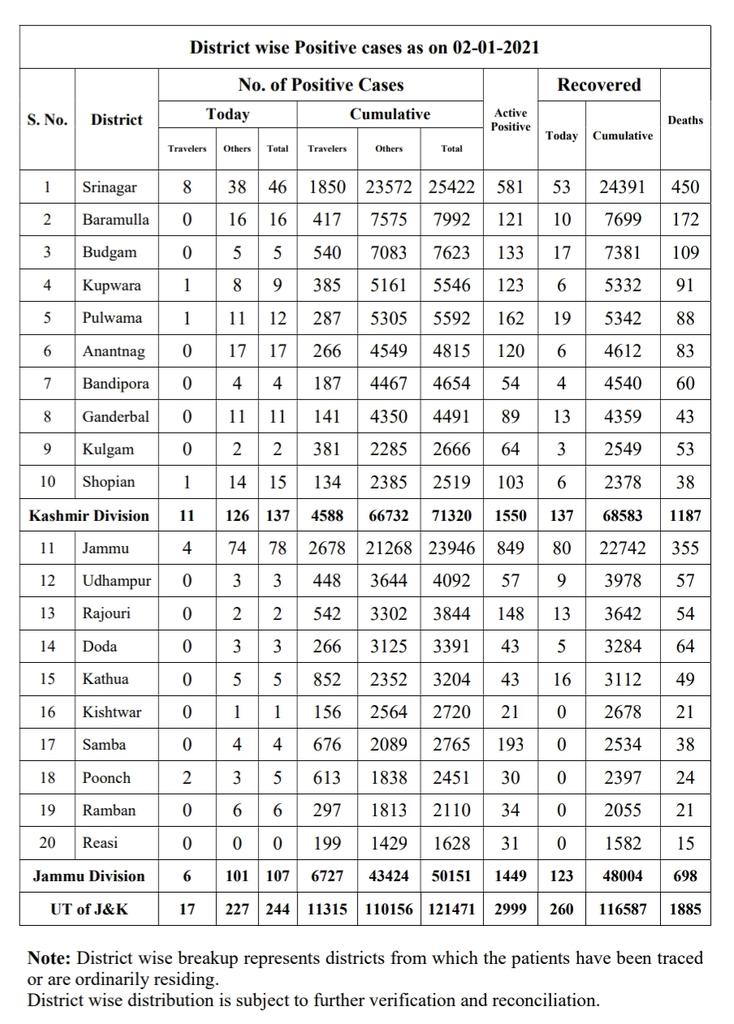 District wise Positive cases as on 02-01-2021
S. No. District No. of Positive Cases Active Positive Recovered Deaths
Today Cumulative Today Cumulative
Travelers Others Total Travelers Others Total
1 Srinagar 8 38 46 1850 23572 25422 581 53 24391 450
2 Baramulla 0 16 16 417 7575 7992 121 10 7699 172
3 Budgam 0 5 5 540 7083 7623 133 17 7381 109
4 Kupwara 1 8 9 385 5161 5546 123 6 5332 91
5 Pulwama 1 11 12 287 5305 5592 162 19 5342 88
6 Anantnag 0 17 17 266 4549 4815 120 6 4612 83
7 Bandipora 0 4 4 187 4467 4654 54 4 4540 60
8 Ganderbal 0 11 11 141 4350 4491 89 13 4359 43
9 Kulgam 0 2 2 381 2285 2666 64 3 2549 53
10 Shopian 1 14 15 134 2385 2519 103 6 2378 38
Kashmir Division 11 126 137 4588 66732 71320 1550 137 68583 1187
11 Jammu 4 74 78 2678 21268 23946 849 80 22742 355
12 Udhampur 0 3 3 448 3644 4092 57 9 3978 57
13 Rajouri 0 2 2 542 3302 3844 148 13 3642 54
14 Doda 0 3 3 266 3125 3391 43 5 3284 64
15 Kathua 0 5 5 852 2352 3204 43 16 3112 49
16 Kishtwar 0 1 1 156 2564 2720 21 0 2678 21
17 Samba 0 4 4 676 2089 2765 193 0 2534 38
18 Poonch 2 3 5 613 1838 2451 30 0 2397 24
19 Ramban 0 6 6 297 1813 2110 34 0 2055 21
20 Reasi 0 0 0 199 1429 1628 31 0 1582 15
Jammu Division 6 101 107 6727 43424 50151 1449 123 48004 698
UT of J&K 17 227 244 11315 110156 121471 2999 260 116587 1885
Note: District wise breakup represents districts from which the patients have been traced
or are ordinarily residing.
District wise distribution is subject to further verification and reconciliation.